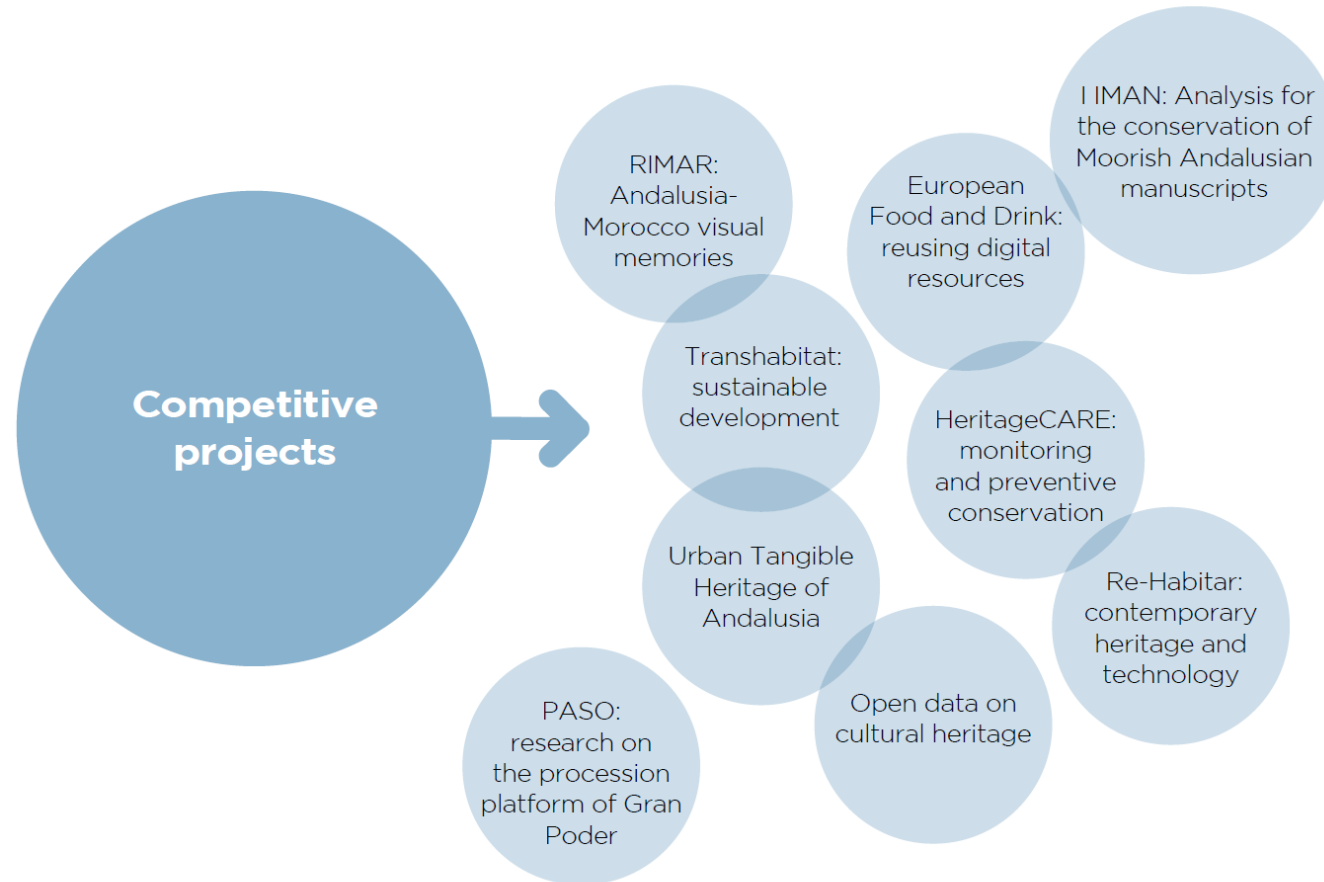 Competitive
projects
RIMAR:
Andalusia-
Morocco visual
memories
European
Food and Drink:
reusing digital
resources
I IMAN: Analysis for
the conservation of
Moorish Andalusian
manuscripts
Transhabitat:
sustainable
development
HeritageCARE:
monitoring
and preventive
conservation
Urban Tangible
Heritage of
Andalusia
Re-Habitar:
contemporary
heritage and
technology
PASO:
research on
the procession
platform of Gran
Poder
Open data on
cultural heritage